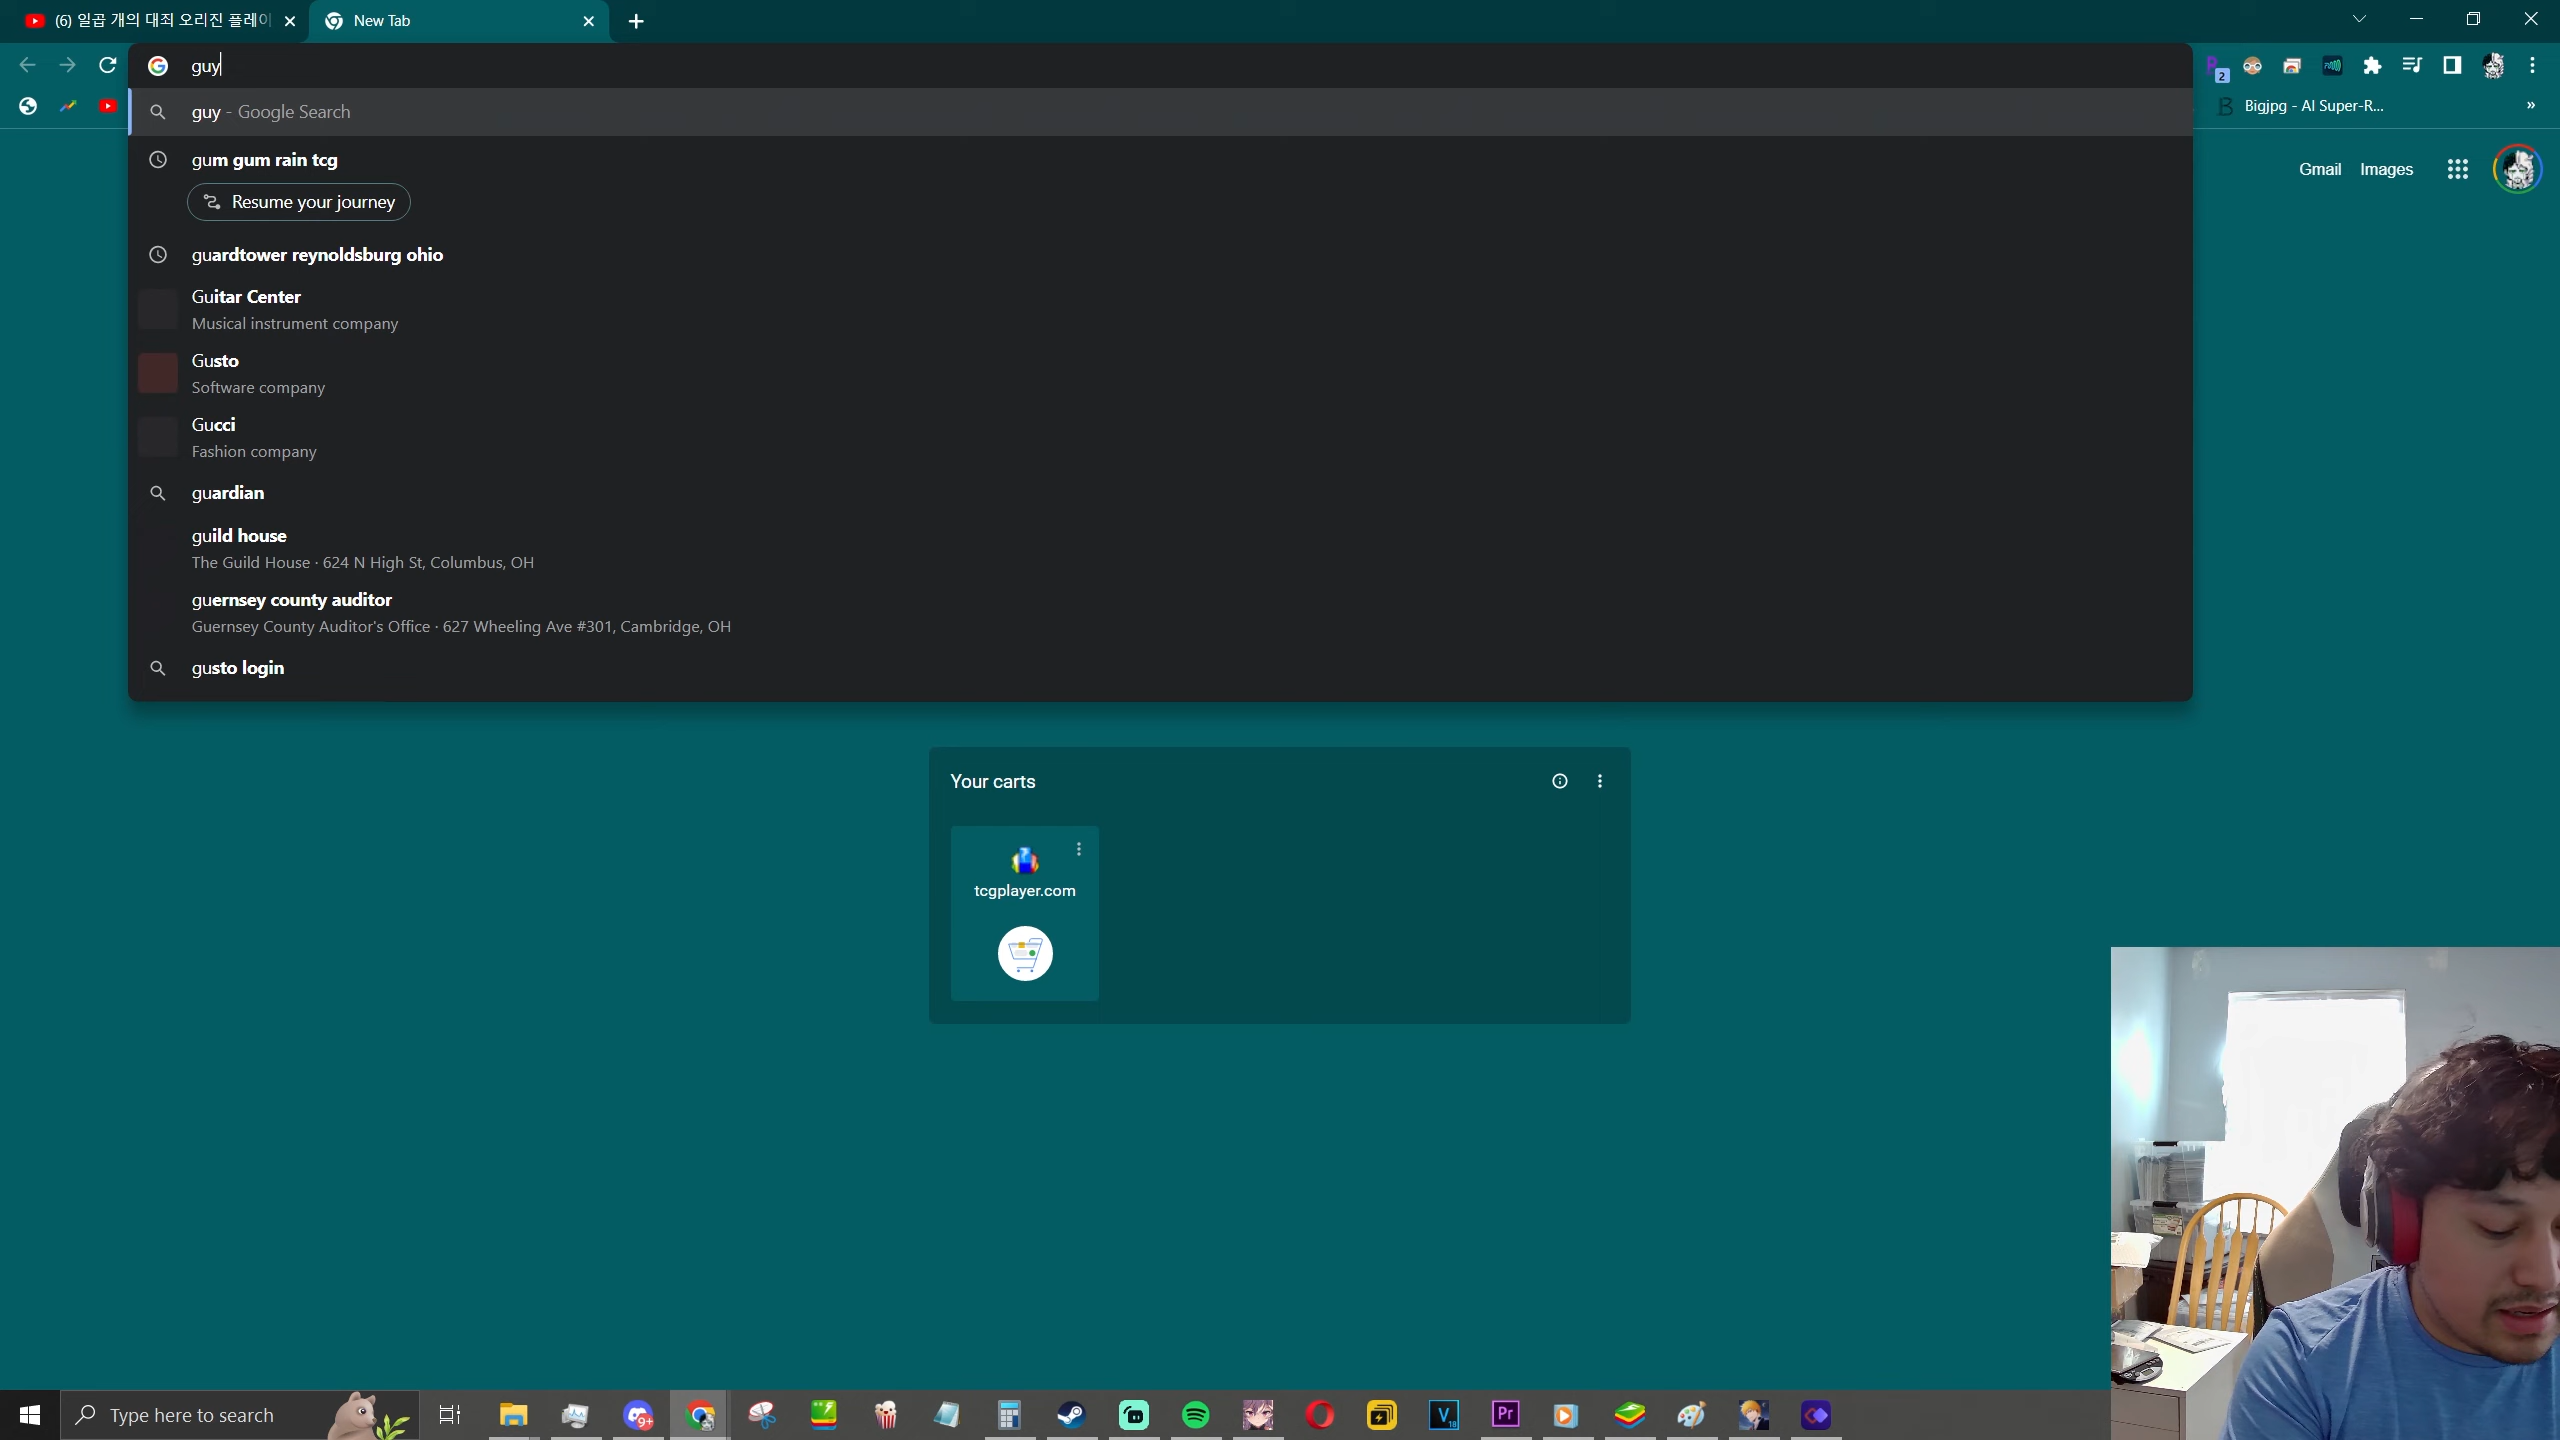 (6) 일곱 개의 대죄 오리진 플레이
New Tab
guy
guy - Google Search
gum gum rain tcg
Resume your journey
guardtower reynoldsburg ohio
Guitar Center
Musical instrument company
Gusto
Software company
Gucci
Fashion company
guardian
guild house
The Guild House · 624 N High St, Columbus, OH
guernsey county auditor
Guernsey County Auditor's Office · 627 Wheeling Ave #301, Cambridge, OH
gusto login
2
Bigjpg - AI Super-R...
»
Gmail Images
Your carts
tcgplayer.com
Type here to search
9+
V
18
Pr